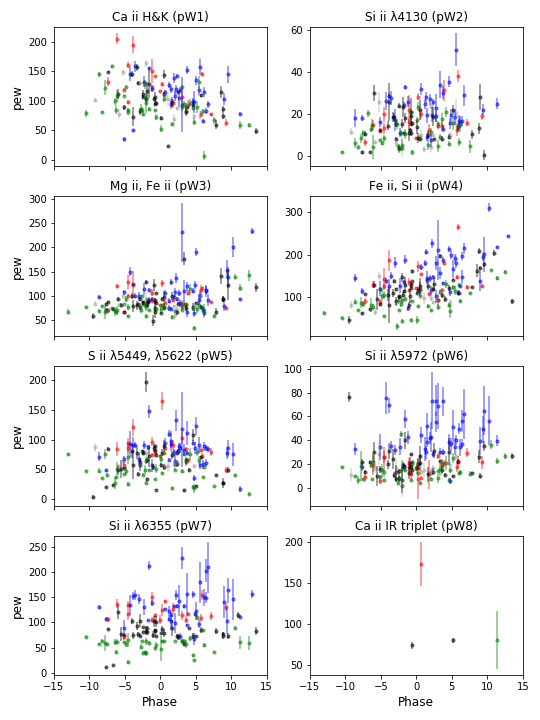 Ca ii H&K (pW1)
Si ii λ4130 (pW2)
200
150
100
50
0
pew
60
40
20
0
Mg ii, Fe ii (pW3)
Fe ii, Si ii (pW4)
300
250
200
150
100
50
pew
300
200
100
S ii λ5449, λ5622 (pW5)
Si ii λ5972 (pW6)
200
150
100
50
0
pew
100
80
60
40
20
0
Si ii λ6355 (pW7)
Ca ii IR triplet (pW8)
250
200
150
100
50
0
pew
200
150
100
50
−15 −10 −5 0 5 10 15
−15 −10 −5 0 5 10 15
Phase
Phase